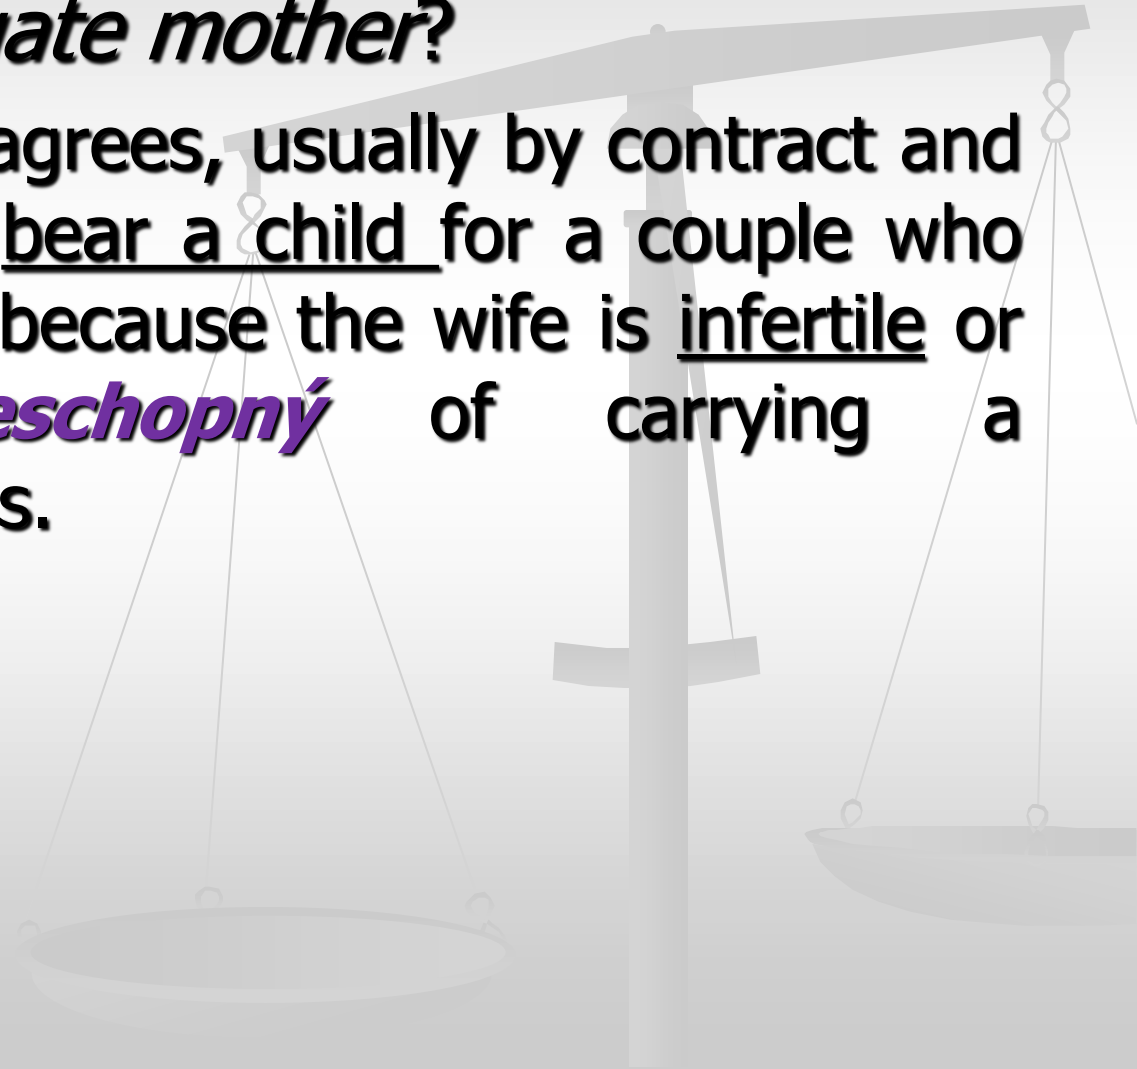 uate mother?
agrees, usually by contract and
bear a child for a couple who
because the wife is infertile or
eschopný of carrying a
s.